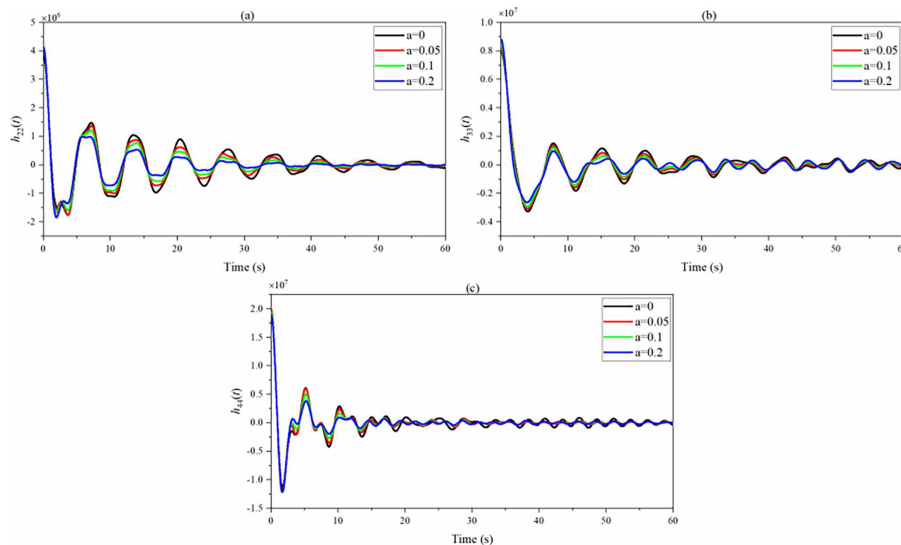 (a)
×10⁶
5
4
3
2
1
0
-1
-2
h₂₂(t)
0 10 20 30 40 50 60
Time (s)
a=0
a=0.05
a=0.1
a=0.2
(b)
×10⁷
1.0
0.8
0.6
0.4
0.2
0.0
-0.2
-0.4
h₃₃(t)
0 10 20 30 40 50 60
Time (s)
a=0
a=0.05
a=0.1
a=0.2
(c)
×10⁷
2.0
1.5
1.0
0.5
0.0
-0.5
-1.0
-1.5
h₄₄(t)
0 10 20 30 40 50 60
Time (s)
a=0
a=0.05
a=0.1
a=0.2